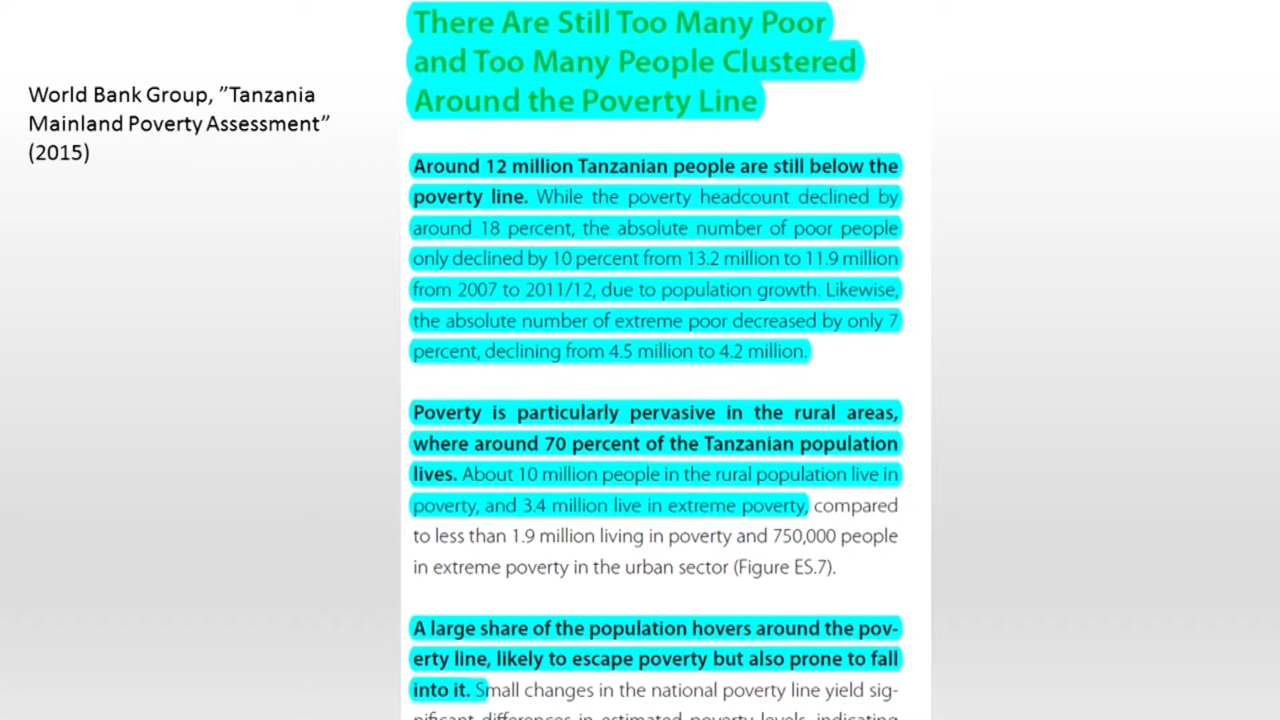 There Are Still Too Many Poor
and Too Many People Clustered
Around the Poverty Line
World Bank Group, ”Tanzania
Mainland Poverty Assessment”
(2015)
Around 12 million Tanzanian people are still below the
poverty line. While the poverty headcount declined by
around 18 percent, the absolute number of poor people
only declined by 10 percent from 13.2 million to 11.9 million
from 2007 to 2011/12, due to population growth. Likewise,
the absolute number of extreme poor decreased by only 7
percent, declining from 4.5 million to 4.2 million.
Poverty is particularly pervasive in the rural areas,
where around 70 percent of the Tanzanian population
lives. About 10 million people in the rural population live in
poverty, and 3.4 million live in extreme poverty, compared
to less than 1.9 million living in poverty and 750,000 people
in extreme poverty in the urban sector (Figure ES.7).
A large share of the population hovers around the pov-
erty line, likely to escape poverty but also prone to fall
into it. Small changes in the national poverty line yield sig-
nificant differences in estimated poverty levels, indicating